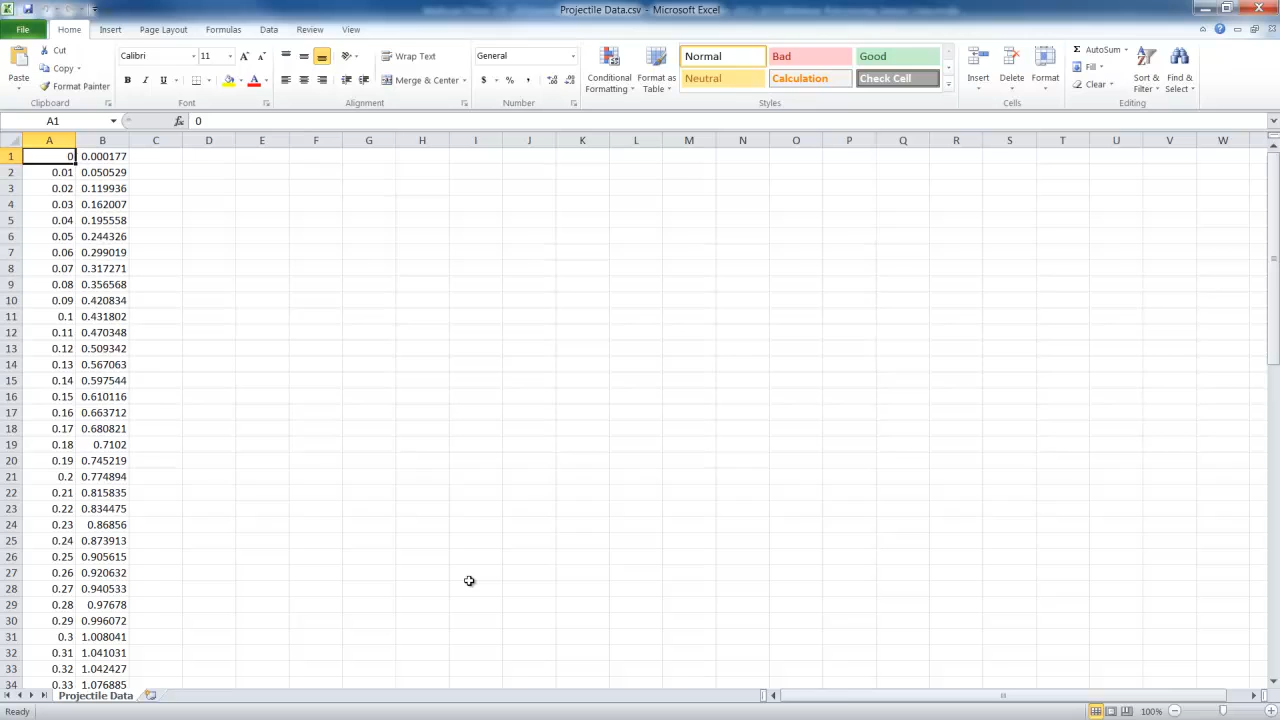 Projectile Data.csv - Microsoft Excel
File Home Insert Page Layout Formulas Data Review View
Paste
Cut
Copy
Format Painter
Clipboard
Calibri 11
B I U
Font
Wrap Text
Merge & Center
Alignment
General
$ % ,
Number
Conditional Formatting
Format as Table
Normal Bad Good
Neutral Calculation Check Cell
Styles
Insert Delete Format
Cells
AutoSum
Fill
Clear
Sort & Filter
Find & Select
Editing
A1 fx 0
A B C D E F G H I J K L M N O P Q R S T U V W
1 0 0.000177
2 0.01 0.050529
3 0.02 0.119936
4 0.03 0.162007
5 0.04 0.195558
6 0.05 0.244326
7 0.06 0.299019
8 0.07 0.317271
9 0.08 0.356568
10 0.09 0.420834
11 0.1 0.431802
12 0.11 0.470348
13 0.12 0.509342
14 0.13 0.567063
15 0.14 0.597544
16 0.15 0.610116
17 0.16 0.663712
18 0.17 0.680821
19 0.18 0.7102
20 0.19 0.745219
21 0.2 0.774894
22 0.21 0.815835
23 0.22 0.834475
24 0.23 0.86856
25 0.24 0.873913
26 0.25 0.905615
27 0.26 0.920632
28 0.27 0.940533
29 0.28 0.97678
30 0.29 0.996072
31 0.3 1.008041
32 0.31 1.041031
33 0.32 1.042427
34 0.33 1.076885
Projectile Data
Ready 100%